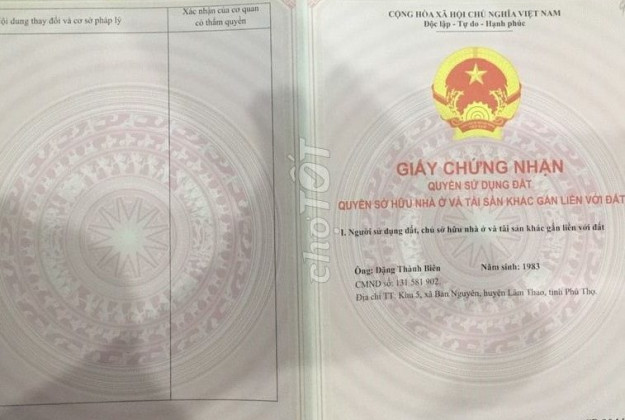 ội dung thay đổi và cơ sở pháp lý
Xác nhận của cơ quan
có thẩm quyền
CỘNG HÒA XÃ HỘI CHỦ NGHĨA VIỆT NAM
Độc lập - Tự do - Hạnh phúc
GIẤY CHỨNG NHẬN
QUYỀN SỬ DỤNG ĐẤT
QUYỀN SỞ HỮU NHÀ Ở VÀ TÀI SẢN KHÁC GẮN LIỀN VỚI ĐẤT
I. Người sử dụng đất, chủ sở hữu nhà ở và tài sản khác gắn liền với đất
Ông: Đặng Thành Biên Năm sinh: 1983
CMND số: 131 581 902.
Địa chỉ TT: Khu 5, xã Bản Nguyên, huyện Lâm Thao, tỉnh Phú Thọ.
chợ TỐT